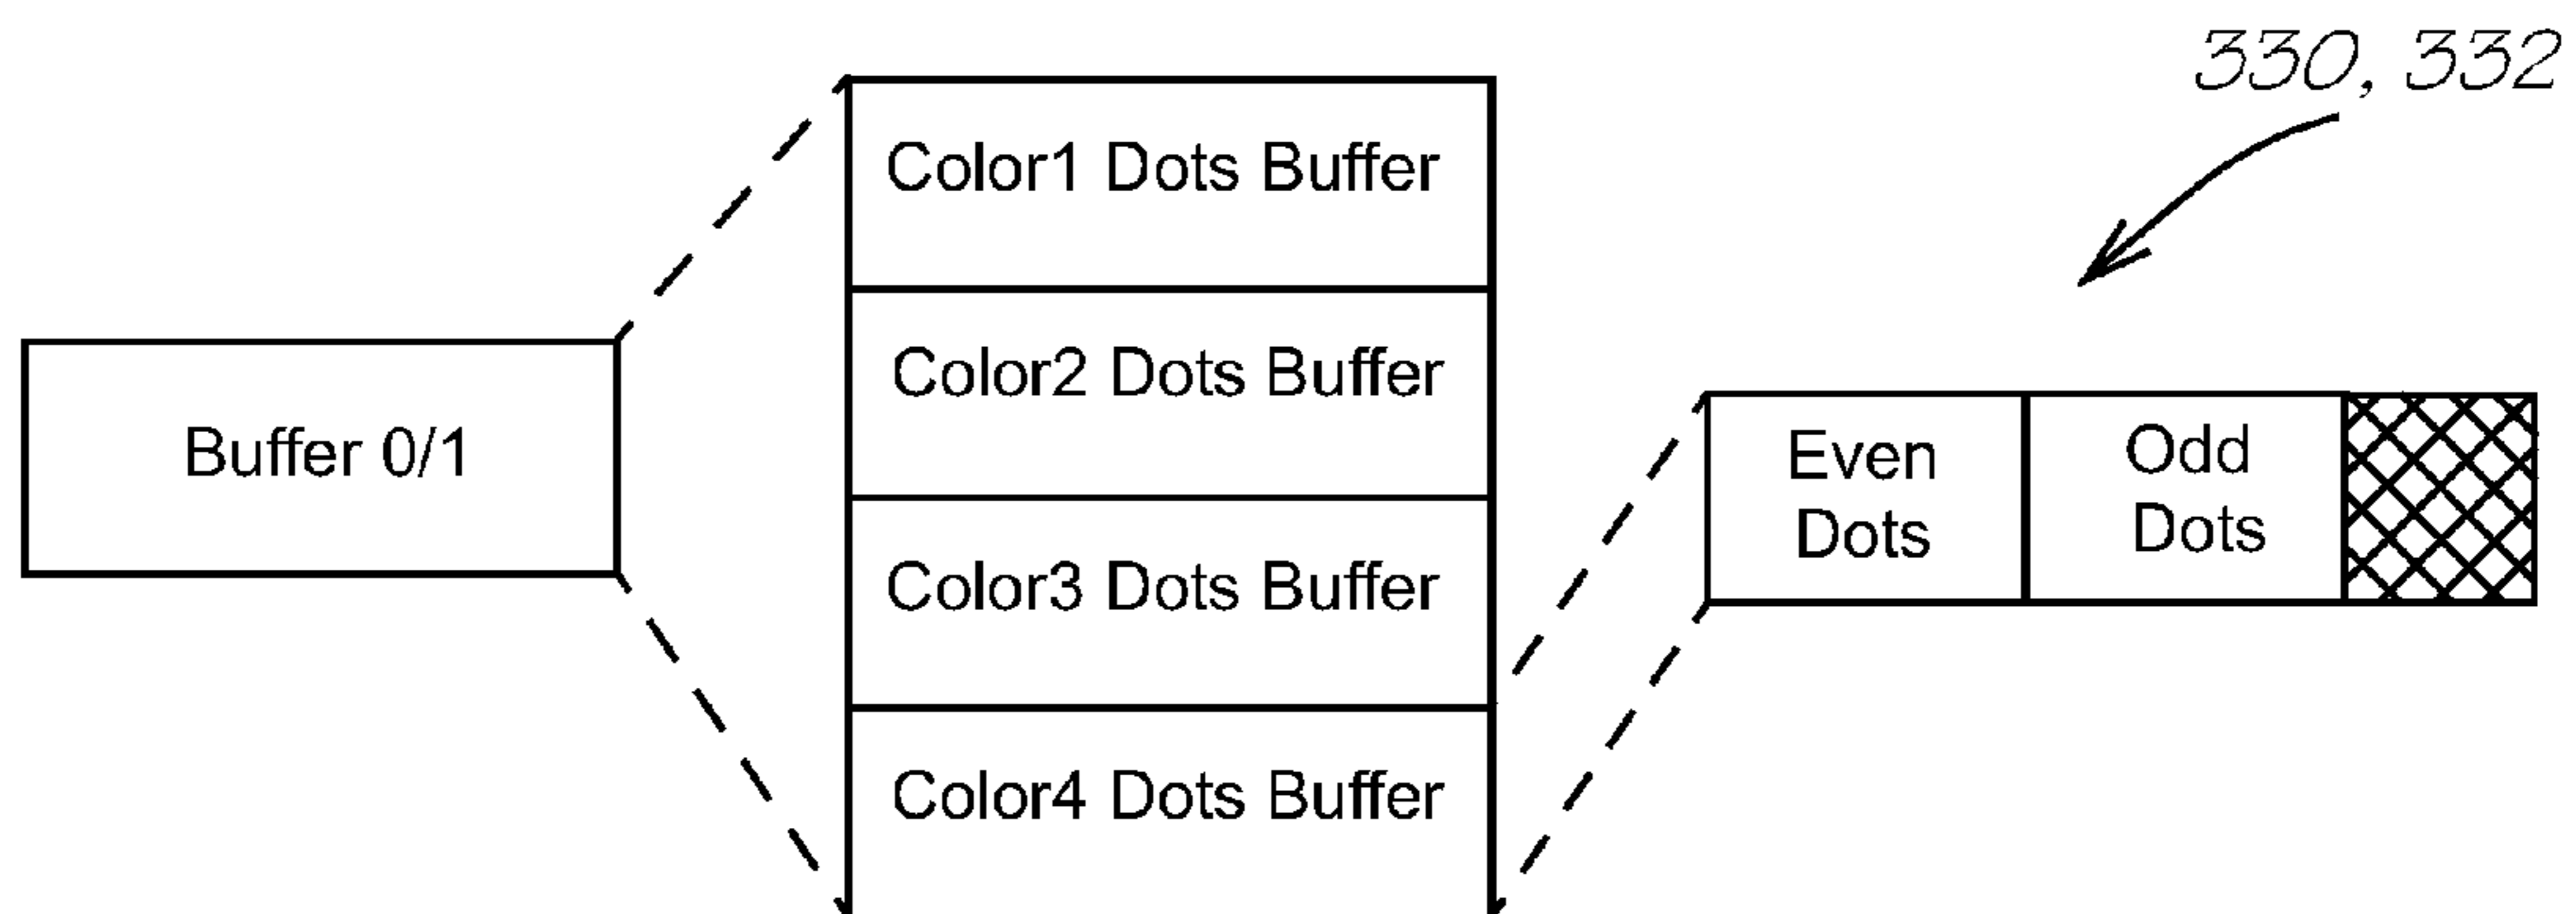 330, 332
Buffer 0/1
Color1 Dots Buffer
Color2 Dots Buffer
Color3 Dots Buffer
Color4 Dots Buffer
Even
Dots
Odd
Dots